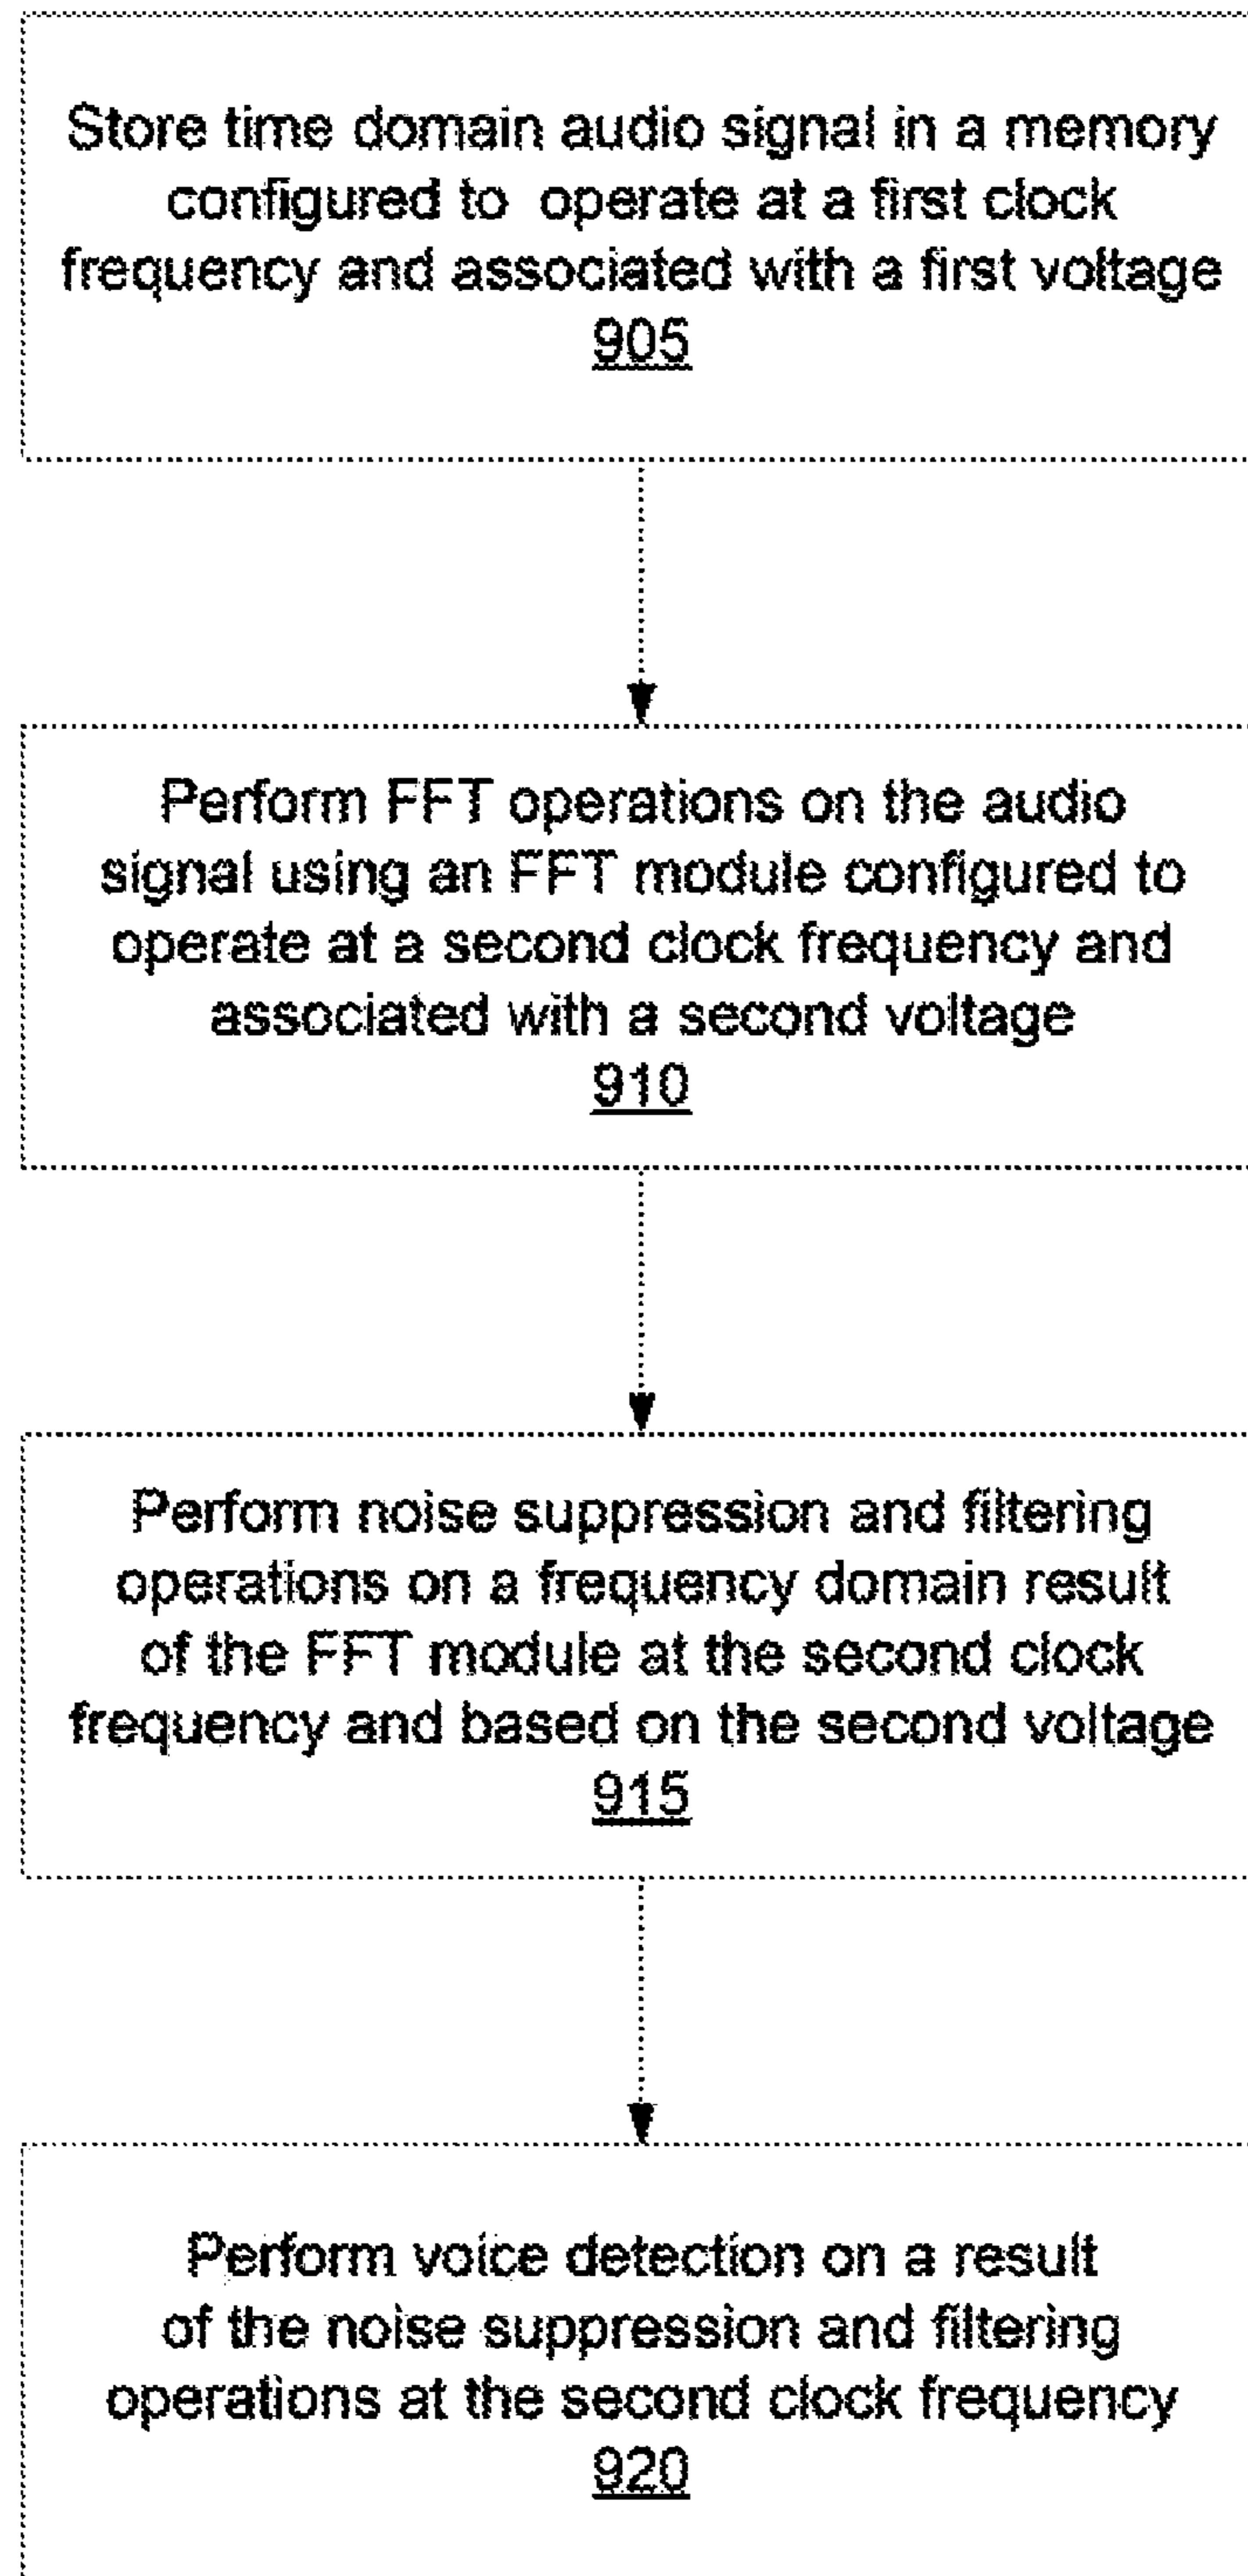 Store time domain audio signal in a memory
configured to operate at a first clock
frequency and associated with a first voltage
905
Perform FFT operations on the audio
signal using an FFT module configured to
operate at a second clock frequency and
associated with a second voltage
910
Perform noise suppression and filtering
operations on a frequency domain result
of the FFT module at the second clock
frequency and based on the second voltage
915
Perform voice detection on a result
of the noise suppression and filtering
operations at the second clock frequency
920